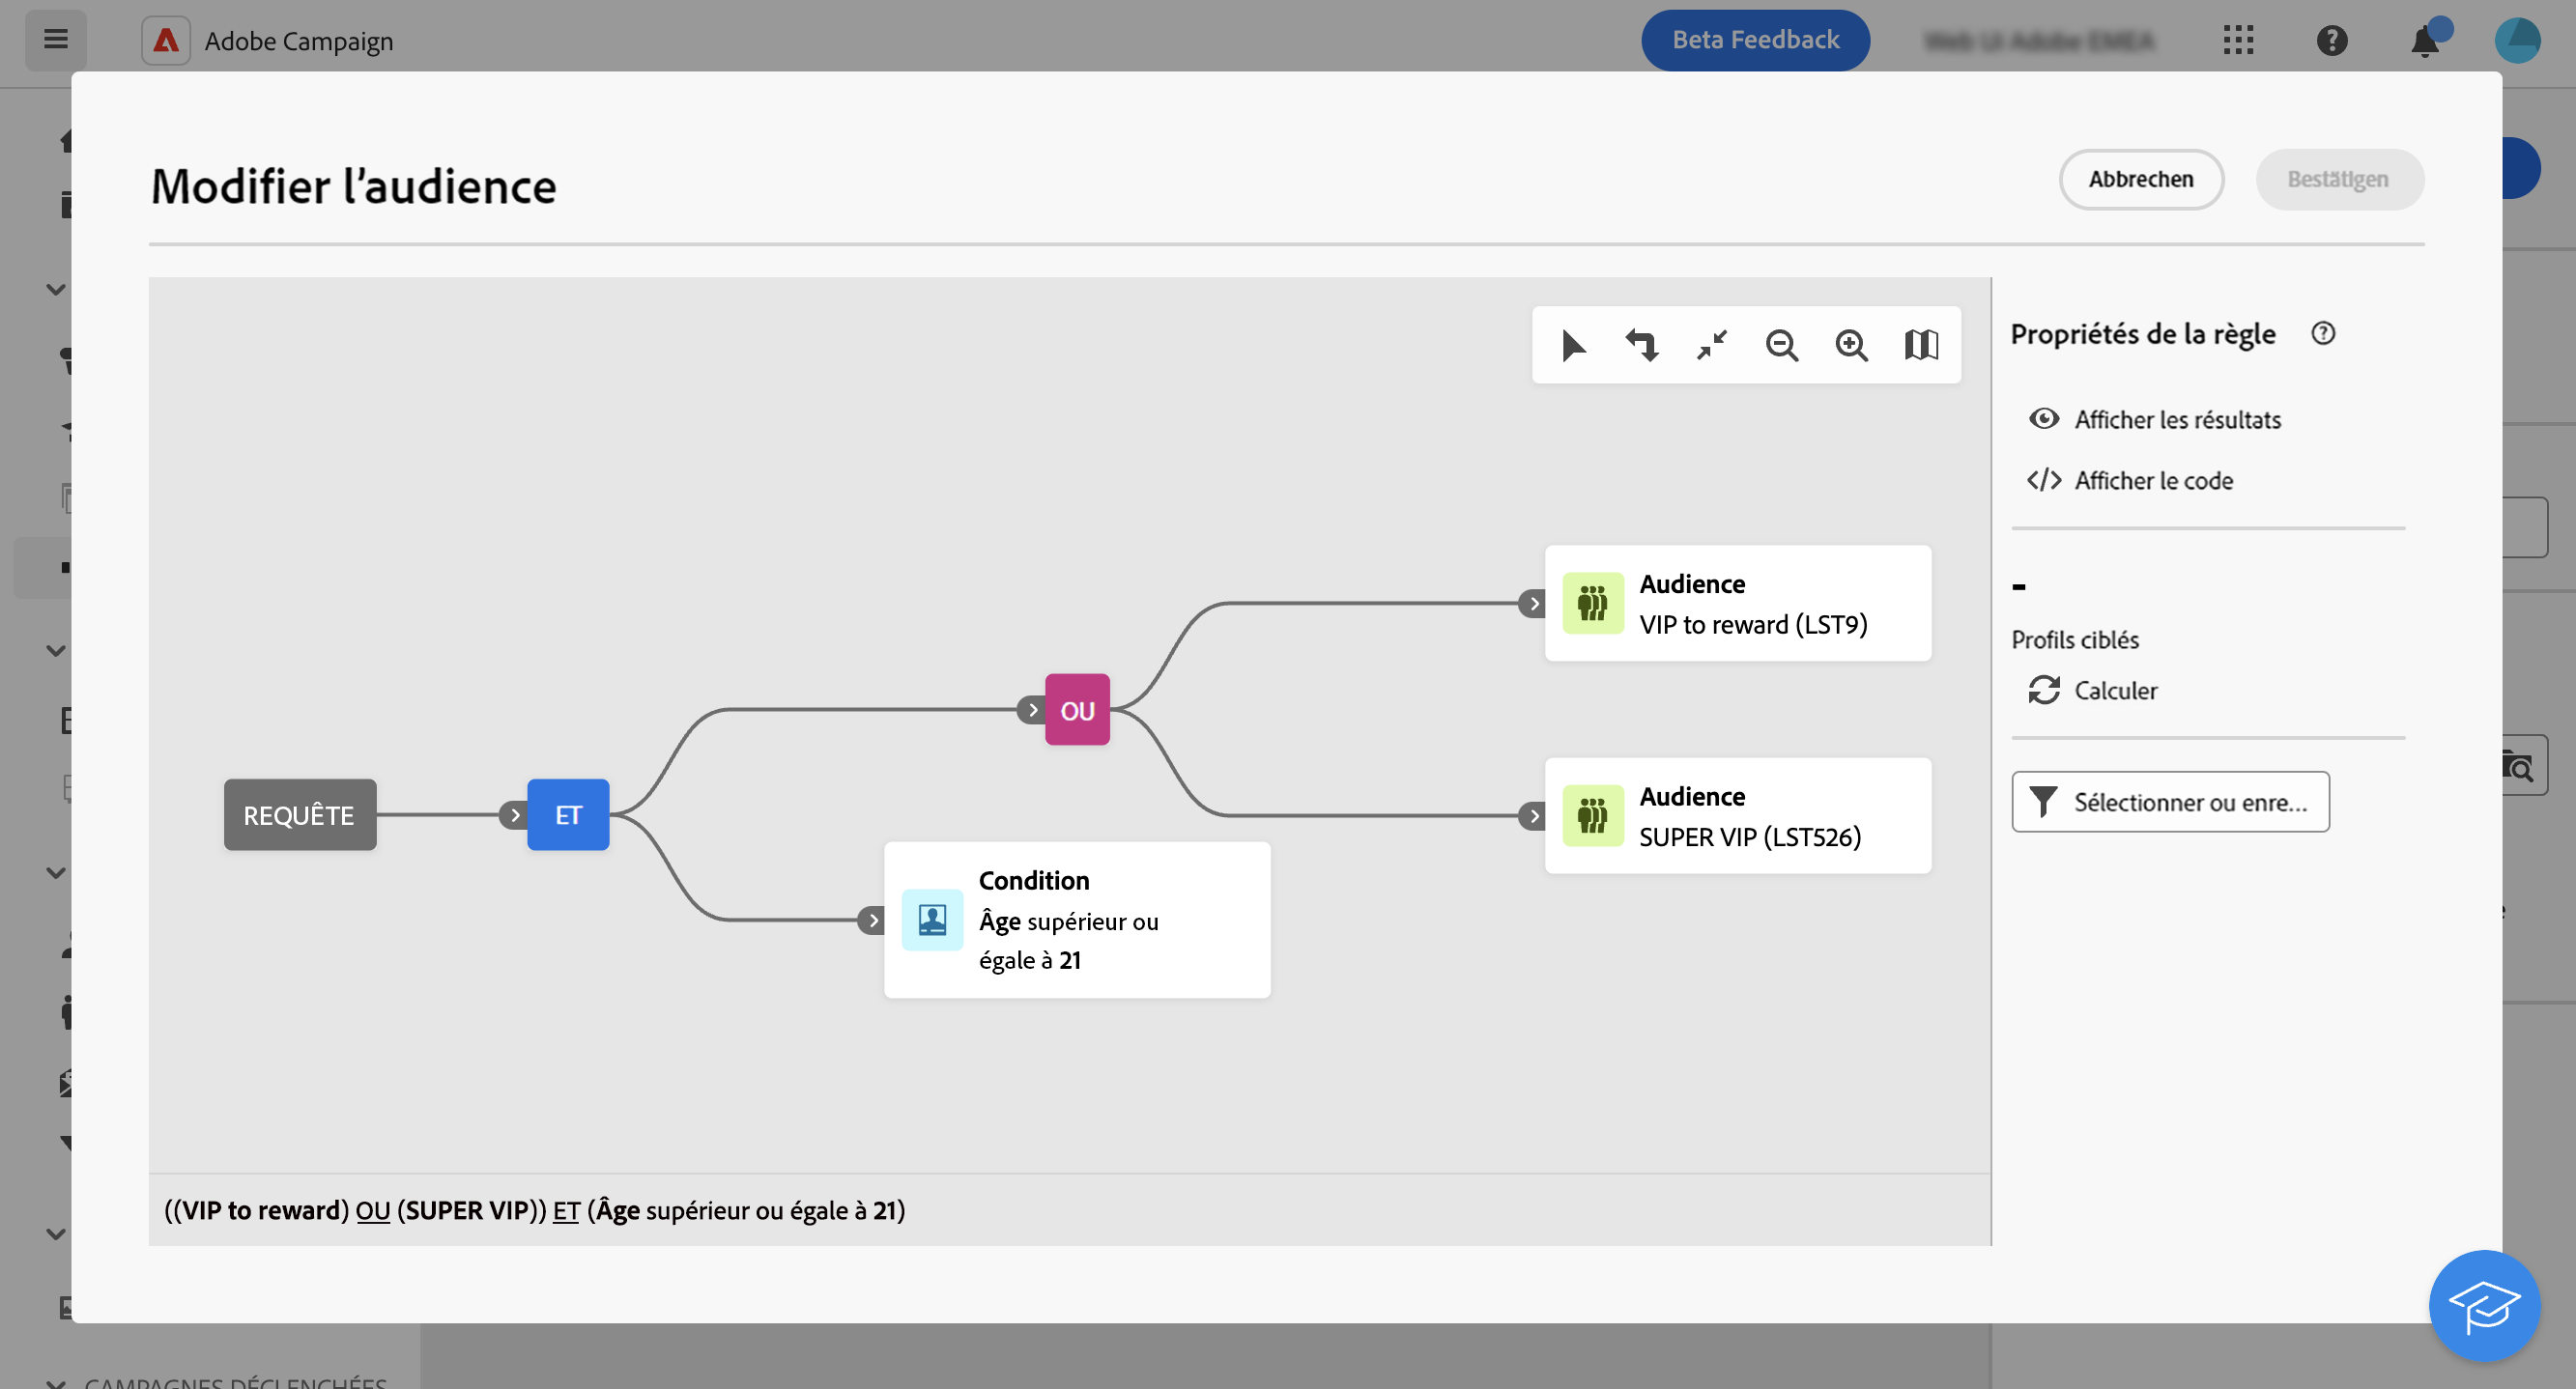 Adobe Campaign
Beta Feedback
Modifier l’audience
Abbrechen
Bestätigen
Propriétés de la règle
Afficher les résultats
Afficher le code
-
Profils ciblés
Calculer
Sélectionner ou enre...
Audience
VIP to reward (LST9)
OU
REQUÊTE
ET
Audience
SUPER VIP (LST526)
Condition
Âge supérieur ou
égale à 21
((VIP to reward) OU (SUPER VIP)) ET (Âge supérieur ou égale à 21)
CAMPAGNES DÉCLENCHÉES